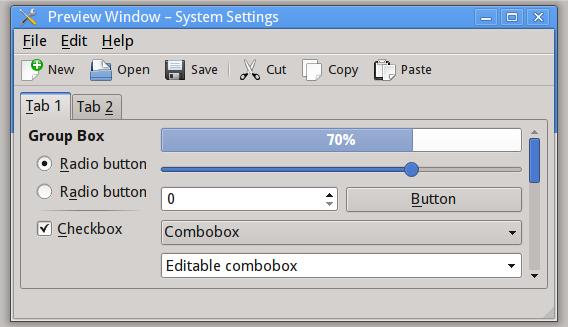 Preview Window – System Settings
File Edit Help
New Open Save Cut Copy Paste
Tab 1 Tab 2
Group Box 70%
Radio button
Radio button 0 Button
Checkbox Combobox
Editable combobox